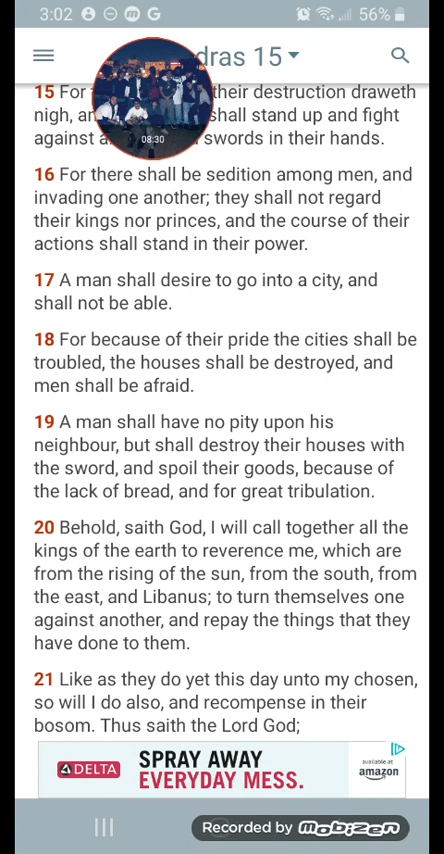 3:02 56%
dras 15
15 For their destruction draweth
nigh, an shall stand up and fight
against a swords in their hands.
08:30
16 For there shall be sedition among men, and
invading one another; they shall not regard
their kings nor princes, and the course of their
actions shall stand in their power.
17 A man shall desire to go into a city, and
shall not be able.
18 For because of their pride the cities shall be
troubled, the houses shall be destroyed, and
men shall be afraid.
19 A man shall have no pity upon his
neighbour, but shall destroy their houses with
the sword, and spoil their goods, because of
the lack of bread, and for great tribulation.
20 Behold, saith God, I will call together all the
kings of the earth to reverence me, which are
from the rising of the sun, from the south, from
the east, and Libanus; to turn themselves one
against another, and repay the things that they
have done to them.
21 Like as they do yet this day unto my chosen,
so will I do also, and recompense in their
bosom. Thus saith the Lord God;
DELTA
SPRAY AWAY
EVERYDAY MESS.
available at
amazon
Recorded by Mobizen